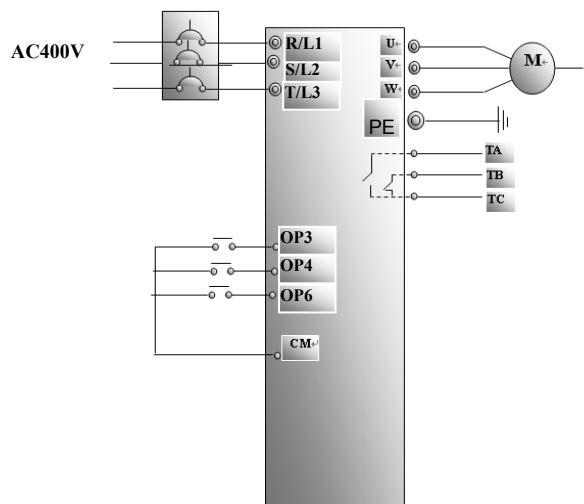 AC400V
R/L1
S/L2
T/L3
U↵
V↵
W↵
M↵
PE
TA
TB
TC
OP3
OP4
OP6
CM↵